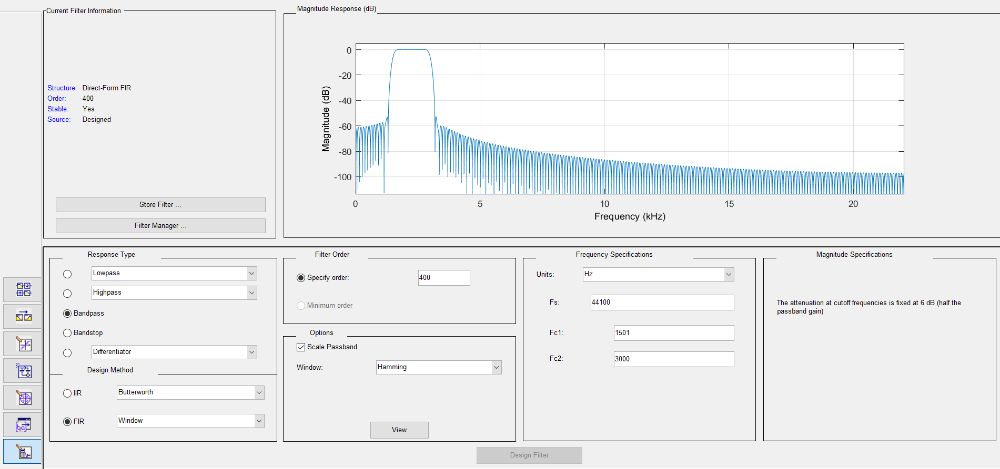 Current Filter Information
Structure: Direct-Form FIR
Order: 400
Stable: Yes
Source: Designed
Store Filter ...
Filter Manager ...
Magnitude Response (dB)
0
-20
-40
-60
-80
-100
Magnitude (dB)
0 5 10 15 20
Frequency (kHz)
Response Type
Lowpass
Highpass
Bandpass
Bandstop
Differentiator
Design Method
IIR Butterworth
FIR Window
Filter Order
Specify order: 400
Minimum order
Options
Scale Passband
Window: Hamming
View
Frequency Specifications
Units: Hz
Fs: 44100
Fc1: 1501
Fc2: 3000
Magnitude Specifications
The attenuation at cutoff frequencies is fixed at 6 dB (half the
passband gain)
Design Filter